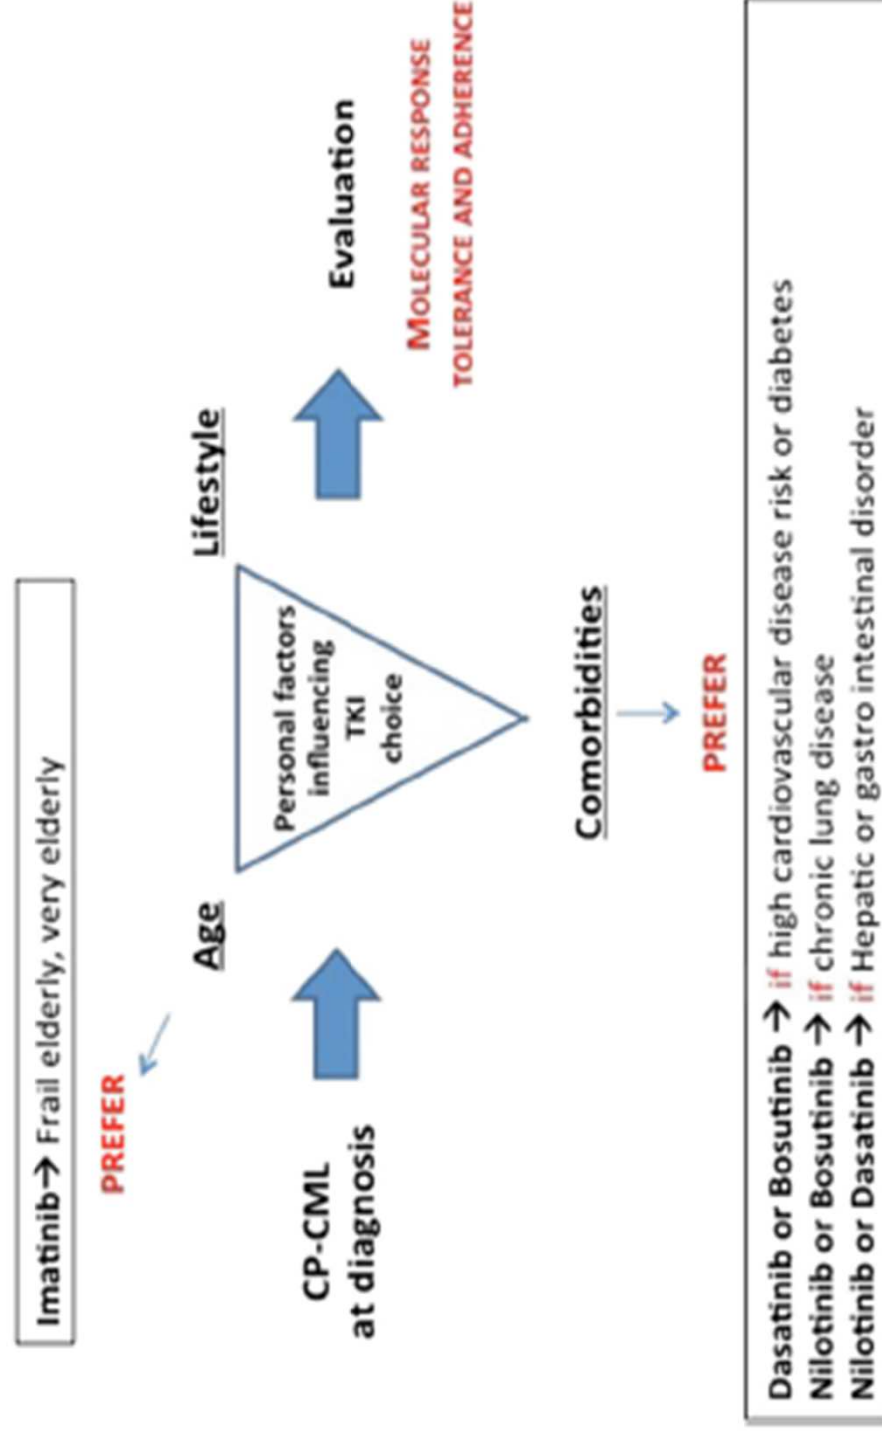 Imatinib→ Frail elderly, very elderly
PREFER
Age
Lifestyle
CP-CML
at diagnosis
Personal factors
influencing
TKI
choice
Evaluation
MOLECULAR RESPONSE
TOLERANCE AND ADHERENCE
Comorbidities
PREFER
Dasatinib or Bosutinib → if high cardiovascular disease risk or diabetes
Nilotinib or Bosutinib → if chronic lung disease
Nilotinib or Dasatinib → if Hepatic or gastro intestinal disorder